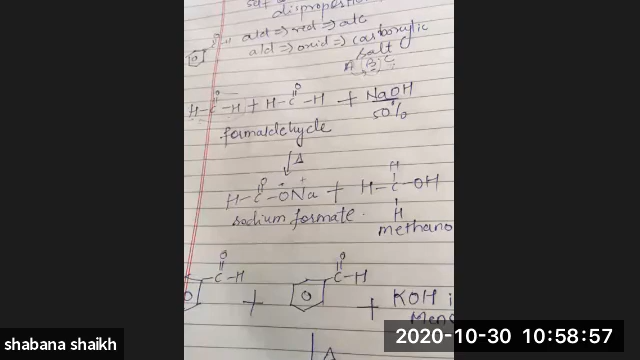 dispropestion
ald ⇒ red ⇒ alc
ald ⇒ oxid ⇒ carboxylic
salt
H-C-H + H-C-H + NaOH
O O
50%
formaldehyde
Δ
H-C-ONa + H-C-OH
O H
H
sodium formate.
methano
O O
C-H C-H
+ + KOH
Δ
shabana shaikh
2020-10-30 10:58:57